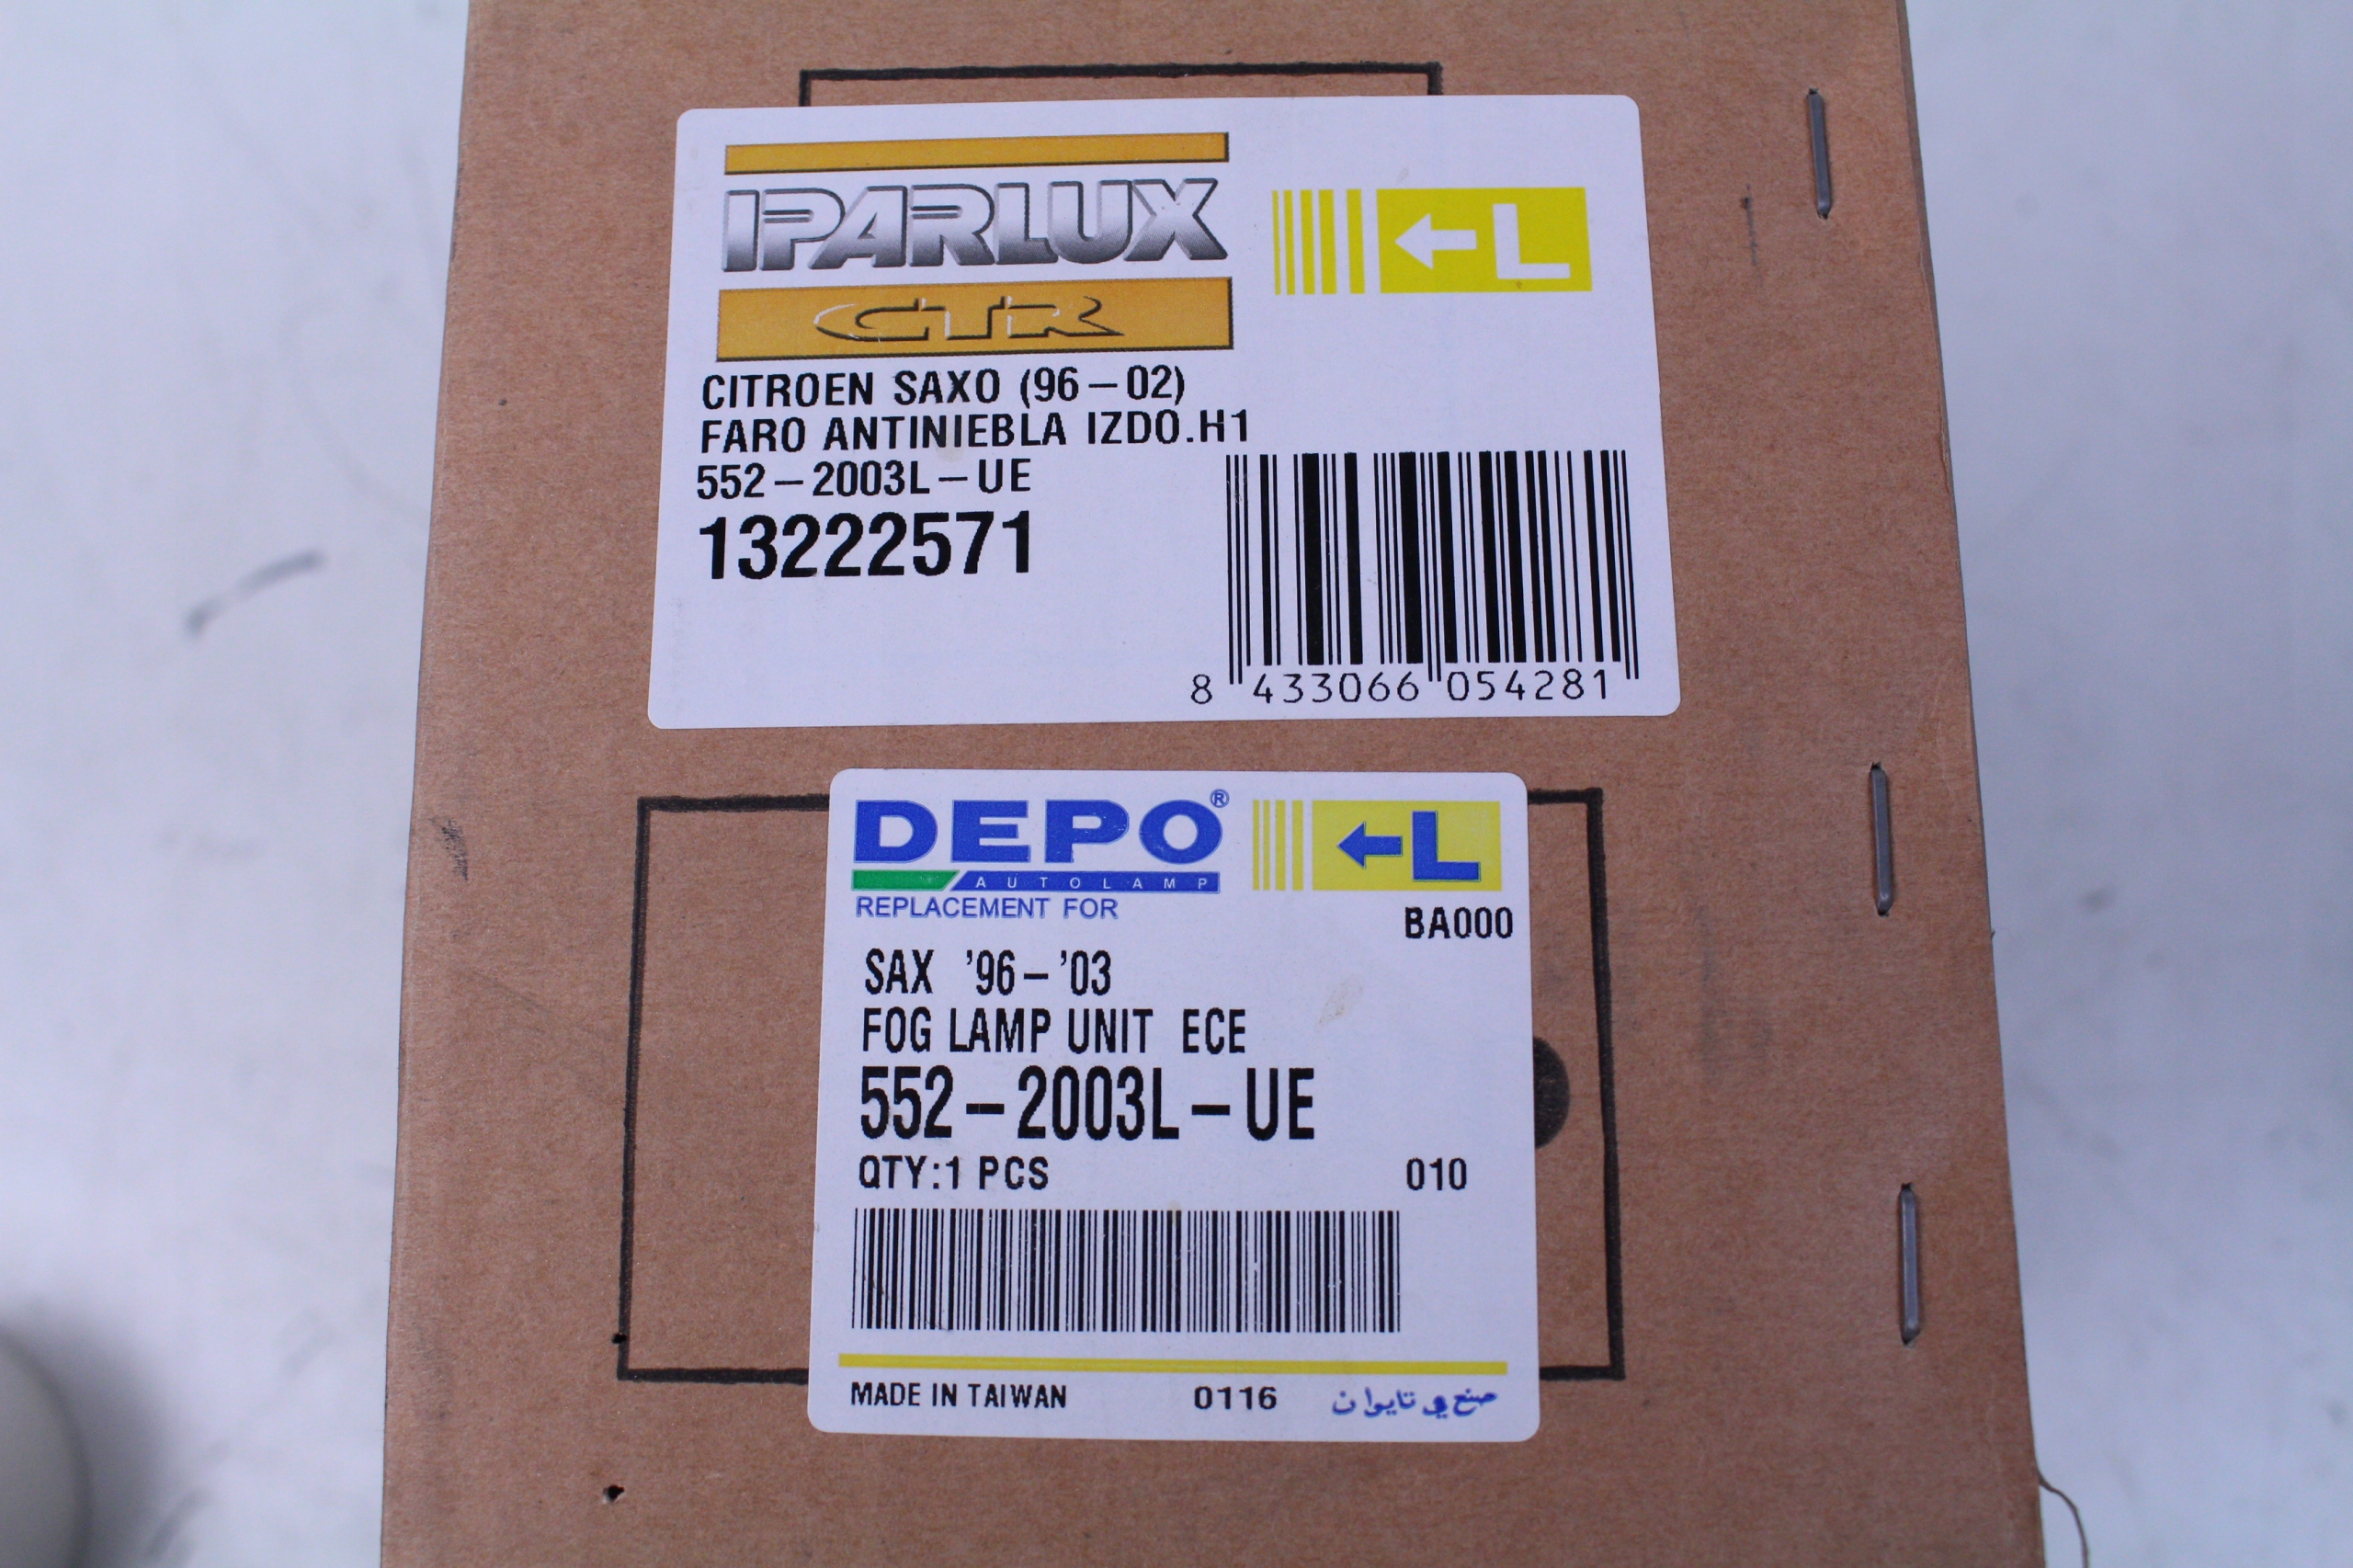 IPARLUX
←L
CTR
CITROEN SAXO (96-02)
FARO ANTINIEBLA IZDO.H1
552-2003L-UE
13222571
8 433066 054281
DEPO®
AUTOLAMP
←L
REPLACEMENT FOR
BA000
SAX '96-'03
FOG LAMP UNIT ECE
552-2003L-UE
QTY:1 PCS 010
MADE IN TAIWAN 0116 صنع في تايوان